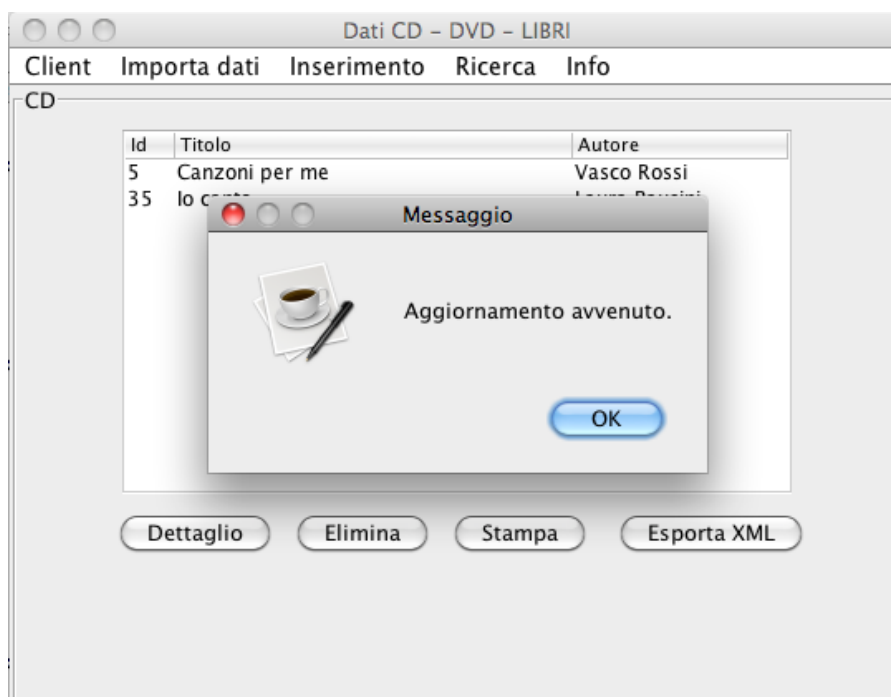 Dati CD – DVD – LIBRI
Client Importa dati Inserimento Ricerca Info
CD
Id Titolo Autore
5 Canzoni per me Vasco Rossi
35 Io
Messaggio
Aggiornamento avvenuto.
OK
Dettaglio Elimina Stampa Esporta XML